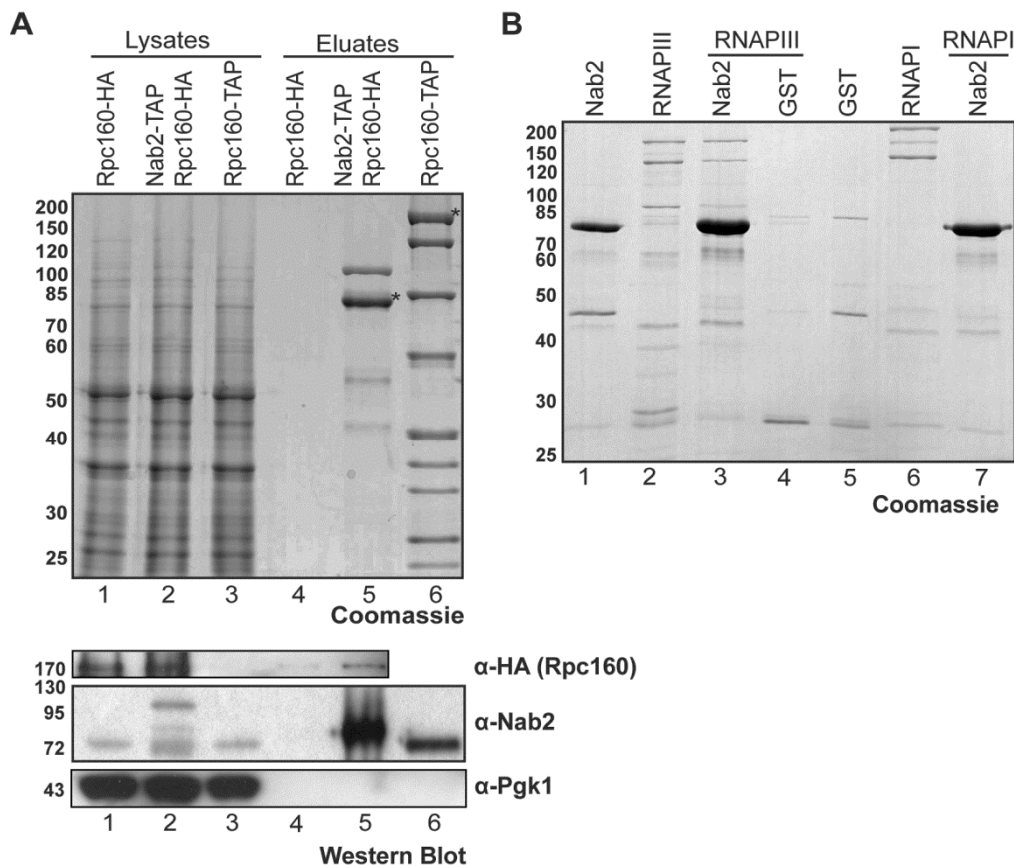 A
Lysates
Eluates
Rpc160-HA
Nab2-TAP
Rpc160-HA
Rpc160-TAP
Rpc160-HA
Nab2-TAP
Rpc160-HA
Rpc160-TAP
200
150
120
100
85
70
60
50
40
30
25
*
*
1 2 3 4 5 6
Coomassie
170
α-HA (Rpc160)
130
95
72
α-Nab2
43
α-Pgk1
1 2 3 4 5 6
Western Blot
B
RNAPIII
RNAPI
Nab2
RNAPIII
Nab2
GST
GST
RNAPI
Nab2
200
150
120
100
85
70
60
50
40
30
25
1 2 3 4 5 6 7
Coomassie